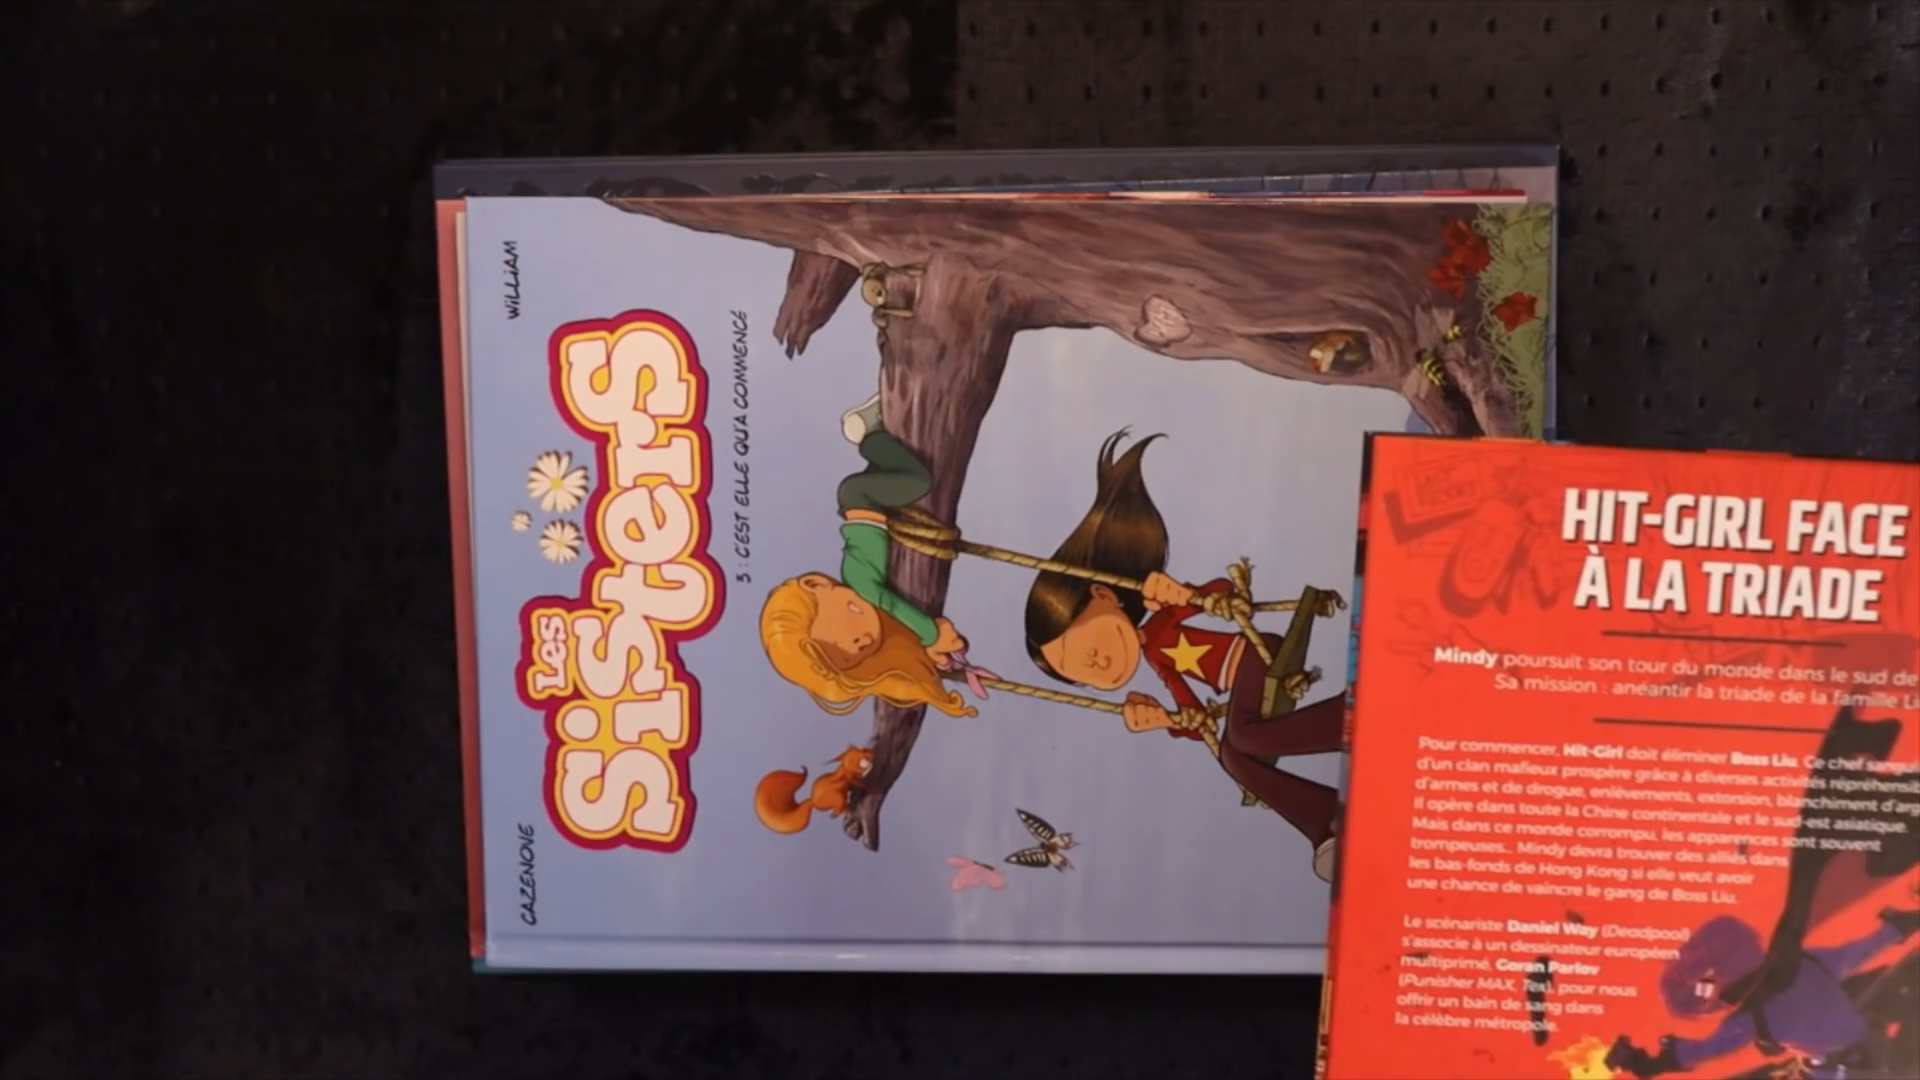 CAZENOVE
WILLIAM
Les
Sisters
3 : C'EST ELLE QU'A COMMENCÉ
HIT-GIRL FACE
À LA TRIADE
Mindy poursuit son tour du monde dans le sud de
Sa mission : anéantir la triade de la famille
Pour commencer, Hit-Girl doit éliminer Boss Liu. Ce chef
d'un clan mafieux prospère grâce à diverses activités
d'armes et de drogue, enlèvements, extorsion, blanchiment
Il opère dans toute la Chine continentale et le sud-est asiatique.
Mais dans ce monde corrompu, les apparences sont souvent
trompeuses... Mindy devra trouver des alliés dans
les bas-fonds de Hong Kong si elle veut avoir
une chance de vaincre le gang de Boss Liu.
Le scénariste Daniel Way (Deadpool)
s'associe à un dessinateur européen
multiprimé, Goran Parlov
(Punisher MAX, Tex), pour nous
offrir un bain de sang dans
la célèbre métropole.